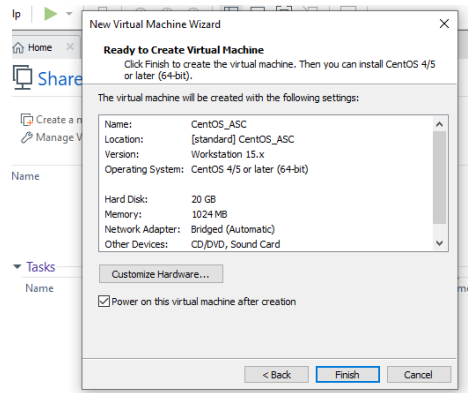 lp
New Virtual Machine Wizard
Home
Ready to Create Virtual Machine
Click Finish to create the virtual machine. Then you can install CentOS 4/5
or later (64-bit).
Share
The virtual machine will be created with the following settings:
Create a n
Manage V
Name: CentOS_ASC
Location: [standard] CentOS_ASC
Version: Workstation 15.x
Operating System: CentOS 4/5 or later (64-bit)
Name
Hard Disk: 20 GB
Memory: 1024 MB
Network Adapter: Bridged (Automatic)
Other Devices: CD/DVD, Sound Card
Tasks
Customize Hardware...
Name
Power on this virtual machine after creation
< Back
Finish
Cancel